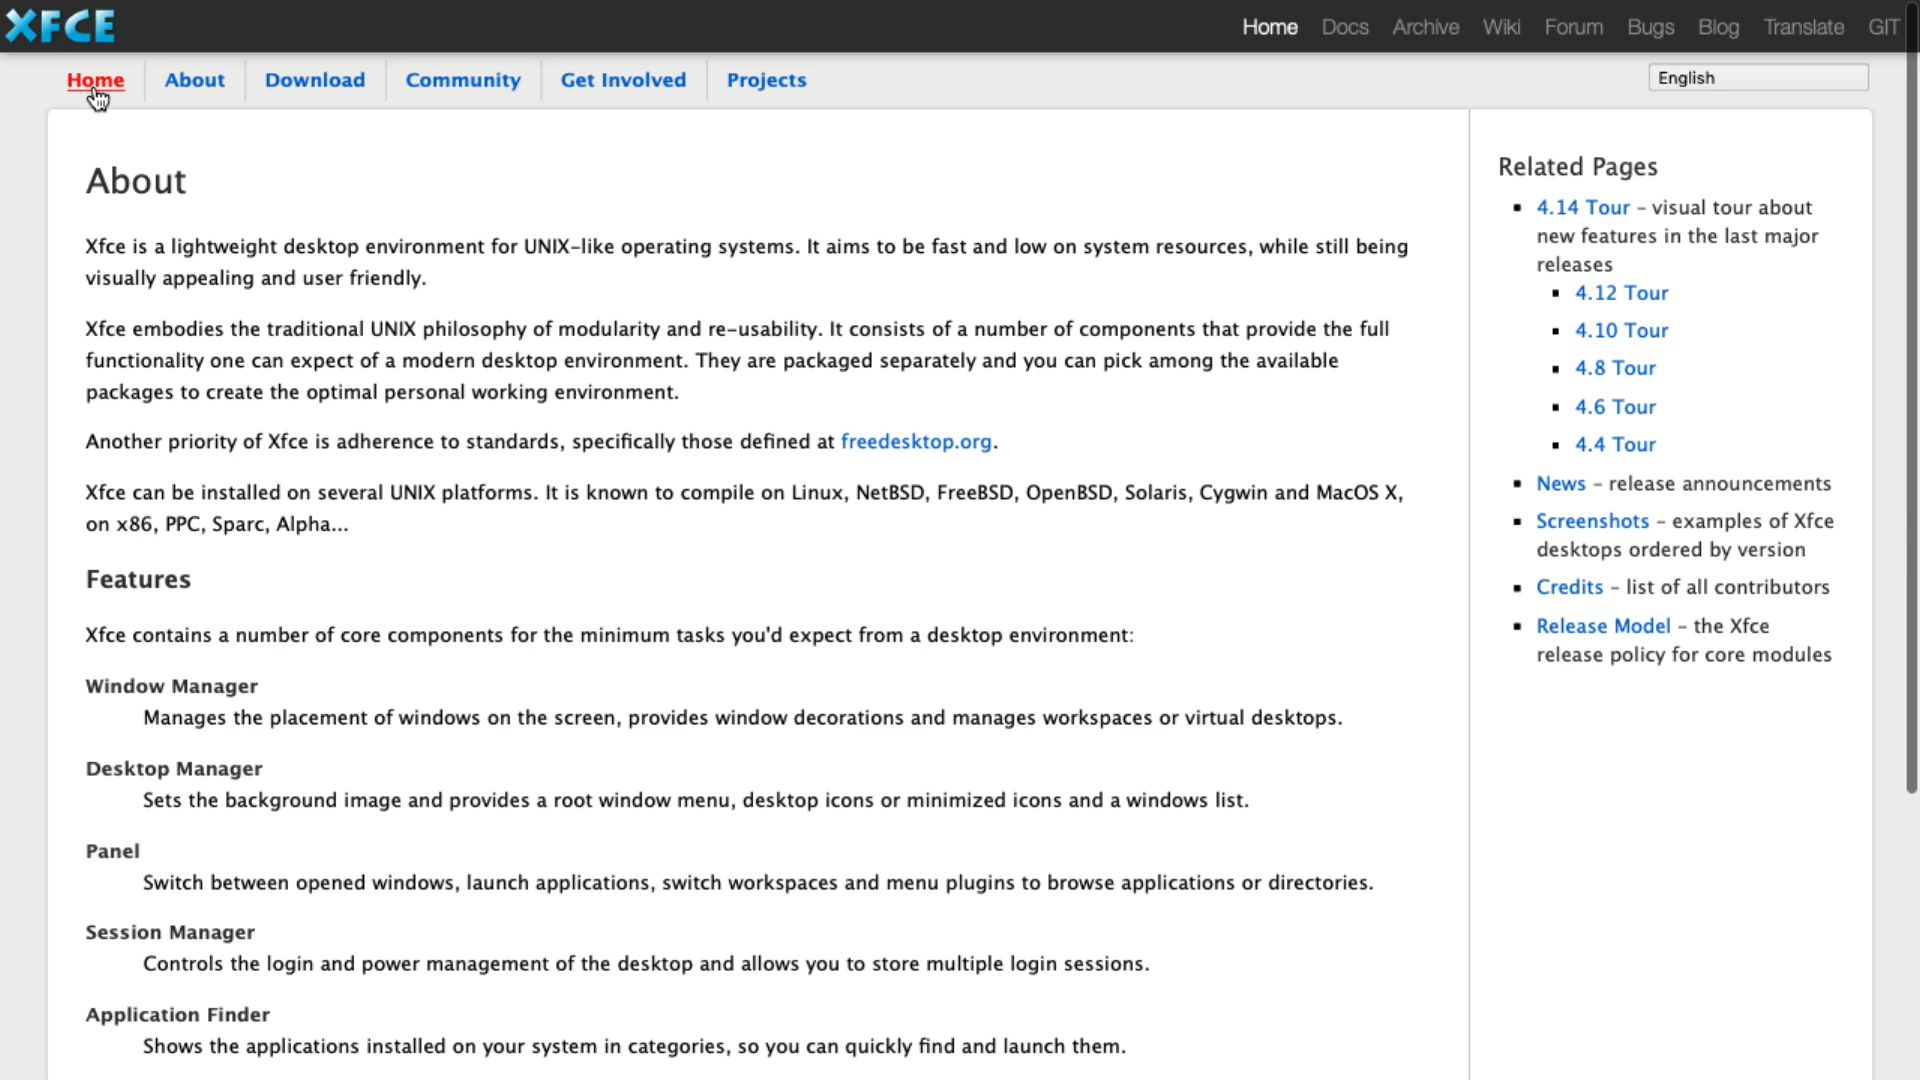 XFCE
Home Docs Archive Wiki Forum Bugs Blog Translate GIT
Home About Download Community Get Involved Projects
English
About
Xfce is a lightweight desktop environment for UNIX-like operating systems. It aims to be fast and low on system resources, while still being
visually appealing and user friendly.
Xfce embodies the traditional UNIX philosophy of modularity and re-usability. It consists of a number of components that provide the full
functionality one can expect of a modern desktop environment. They are packaged separately and you can pick among the available
packages to create the optimal personal working environment.
Another priority of Xfce is adherence to standards, specifically those defined at freedesktop.org.
Xfce can be installed on several UNIX platforms. It is known to compile on Linux, NetBSD, FreeBSD, OpenBSD, Solaris, Cygwin and MacOS X,
on x86, PPC, Sparc, Alpha...
Features
Xfce contains a number of core components for the minimum tasks you'd expect from a desktop environment:
Window Manager
Manages the placement of windows on the screen, provides window decorations and manages workspaces or virtual desktops.
Desktop Manager
Sets the background image and provides a root window menu, desktop icons or minimized icons and a windows list.
Panel
Switch between opened windows, launch applications, switch workspaces and menu plugins to browse applications or directories.
Session Manager
Controls the login and power management of the desktop and allows you to store multiple login sessions.
Application Finder
Shows the applications installed on your system in categories, so you can quickly find and launch them.
Related Pages
4.14 Tour – visual tour about
new features in the last major
releases
4.12 Tour
4.10 Tour
4.8 Tour
4.6 Tour
4.4 Tour
News – release announcements
Screenshots – examples of Xfce
desktops ordered by version
Credits – list of all contributors
Release Model – the Xfce
release policy for core modules